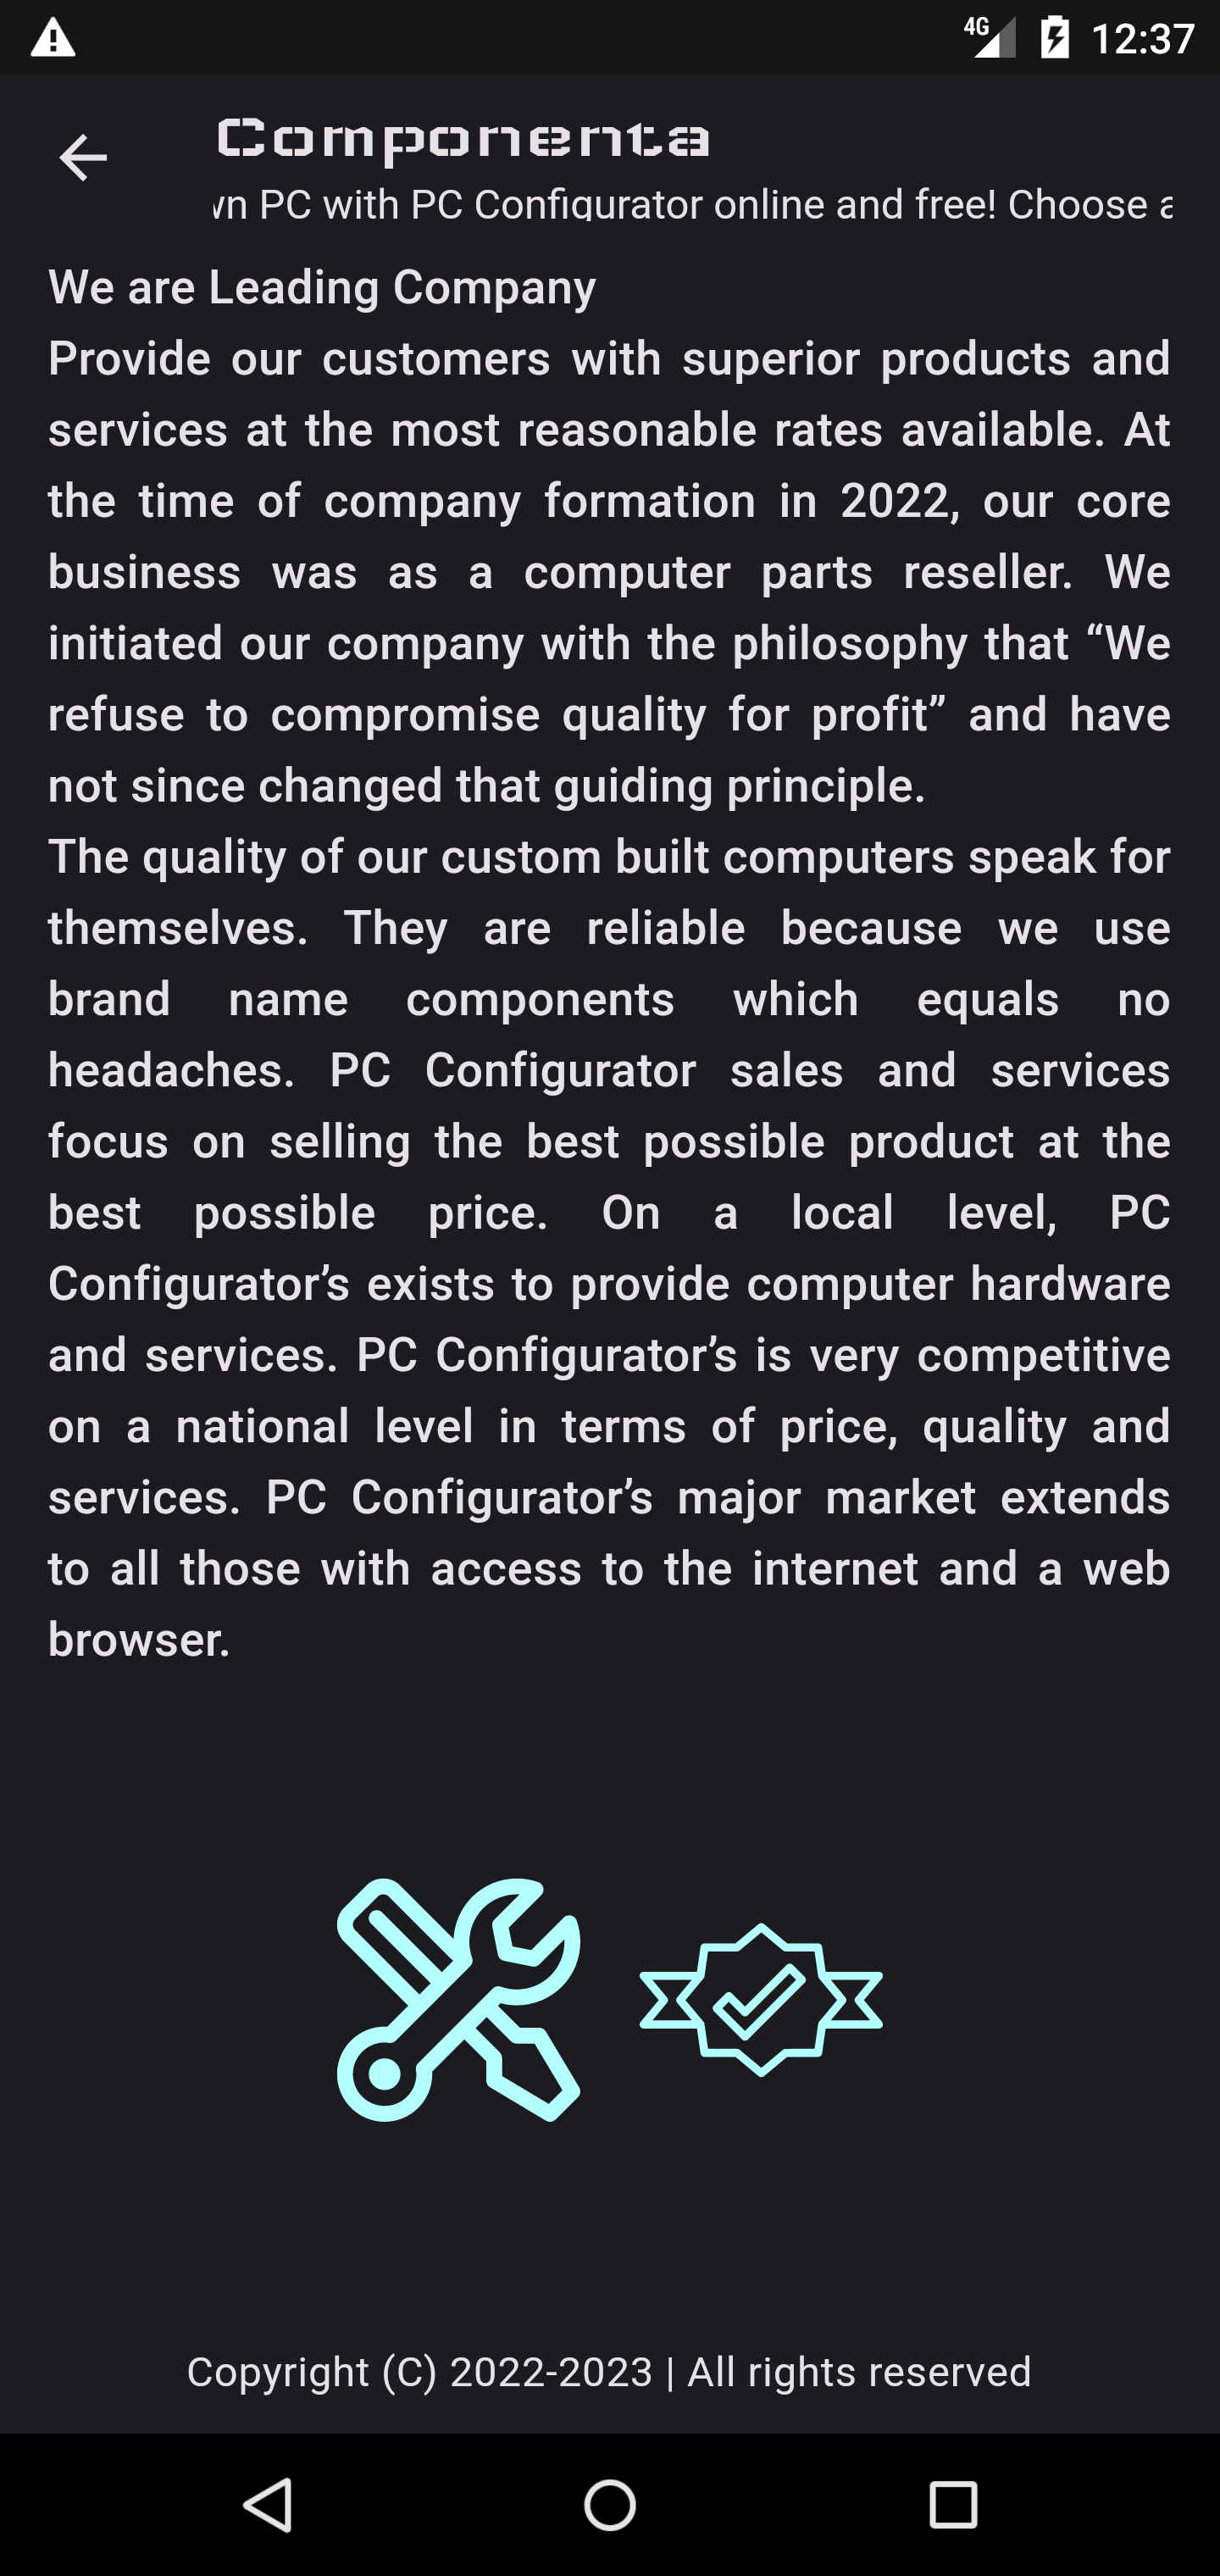 4G 12:37
Componenta
PC with PC Configurator online and free! Choose
We are Leading Company
Provide our customers with superior products and
services at the most reasonable rates available. At
the time of company formation in 2022, our core
business was as a computer parts reseller. We
initiated our company with the philosophy that “We
refuse to compromise quality for profit” and have
not since changed that guiding principle.
The quality of our custom built computers speak for
themselves. They are reliable because we use
brand name components which equals no
headaches. PC Configurator sales and services
focus on selling the best possible product at the
best possible price. On a local level, PC
Configurator’s exists to provide computer hardware
and services. PC Configurator’s is very competitive
on a national level in terms of price, quality and
services. PC Configurator’s major market extends
to all those with access to the internet and a web
browser.
Copyright (C) 2022-2023 | All rights reserved